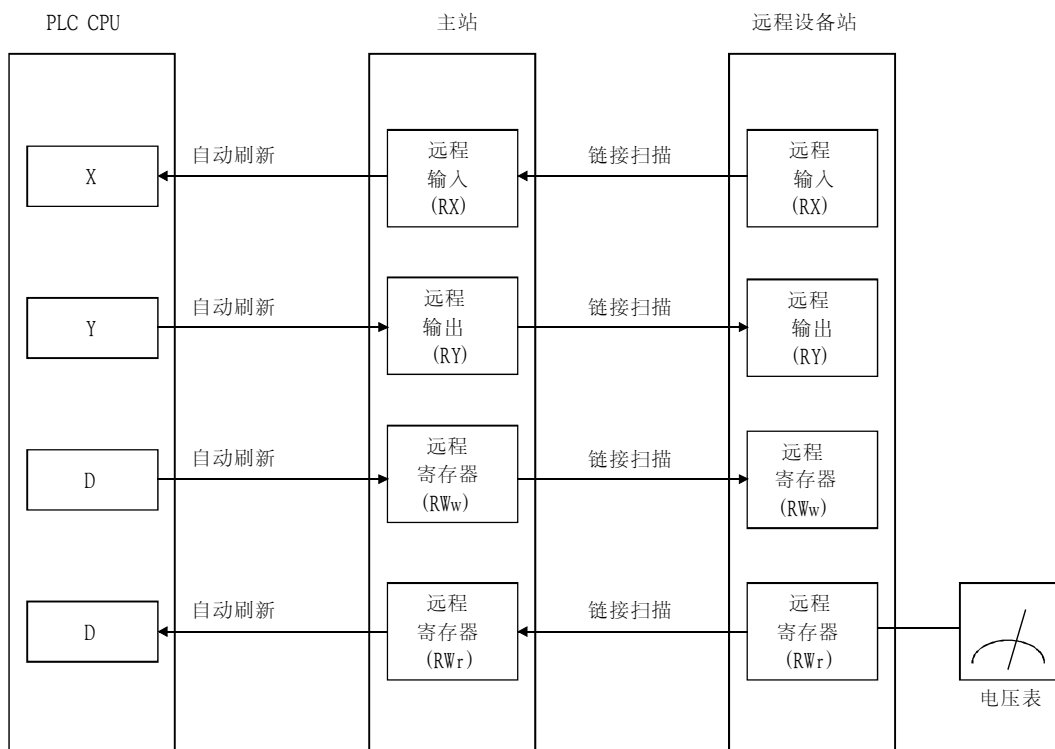 PLC CPU
主站
远程设备站
X
自动刷新
远程
输入
(RX)
链接扫描
远程
输入
(RX)
Y
自动刷新
远程
输出
(RY)
链接扫描
远程
输出
(RY)
D
自动刷新
远程
寄存器
(RWw)
链接扫描
远程
寄存器
(RWw)
D
自动刷新
远程
寄存器
(RWr)
链接扫描
远程
寄存器
(RWr)
电压表